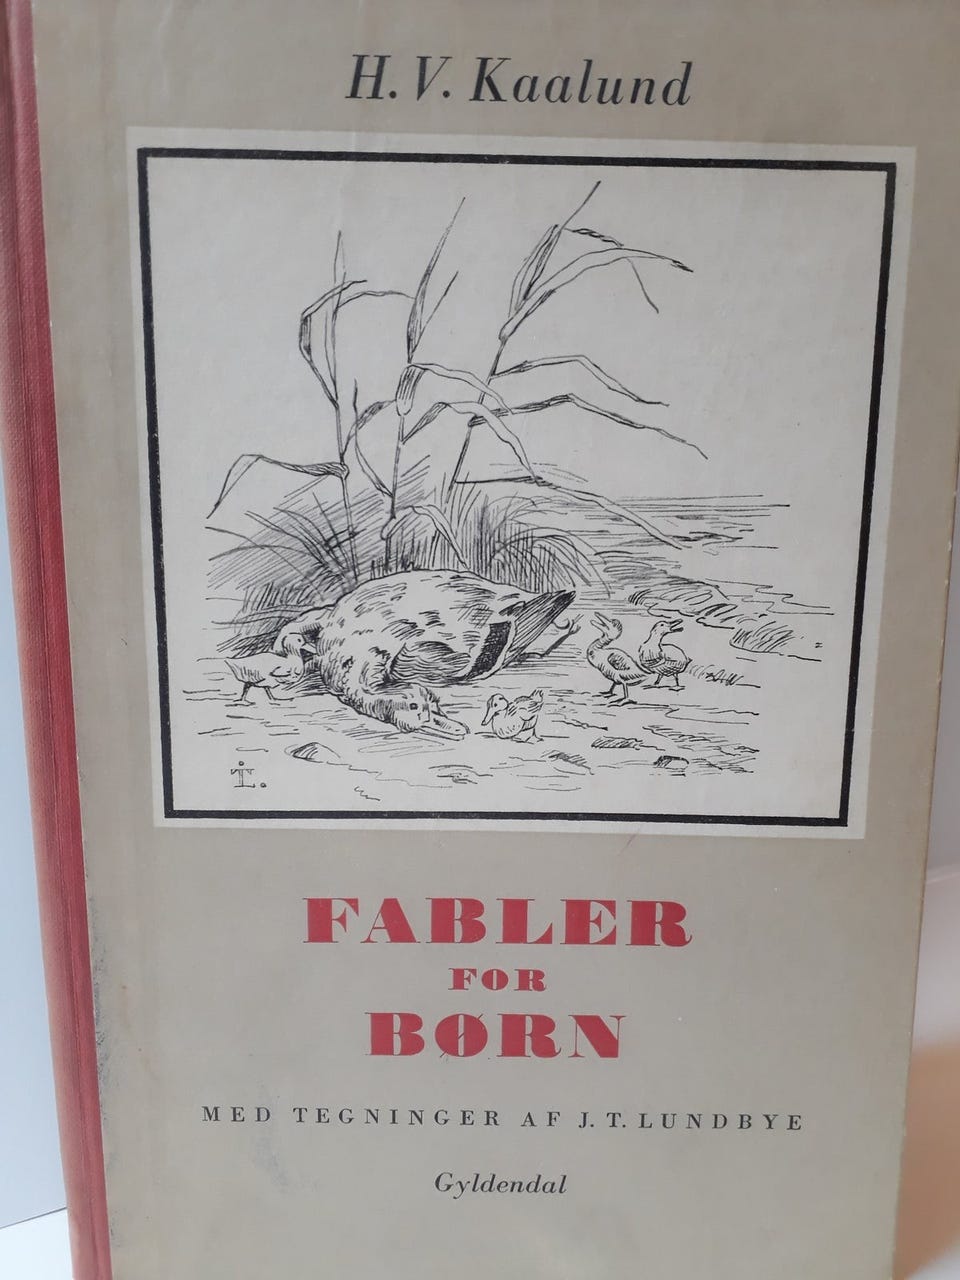 H. V. Kaalund
i L.
FABLER
FOR
BØRN
MED TEGNINGER AF J. T. LUNDBYE
Gyldendal